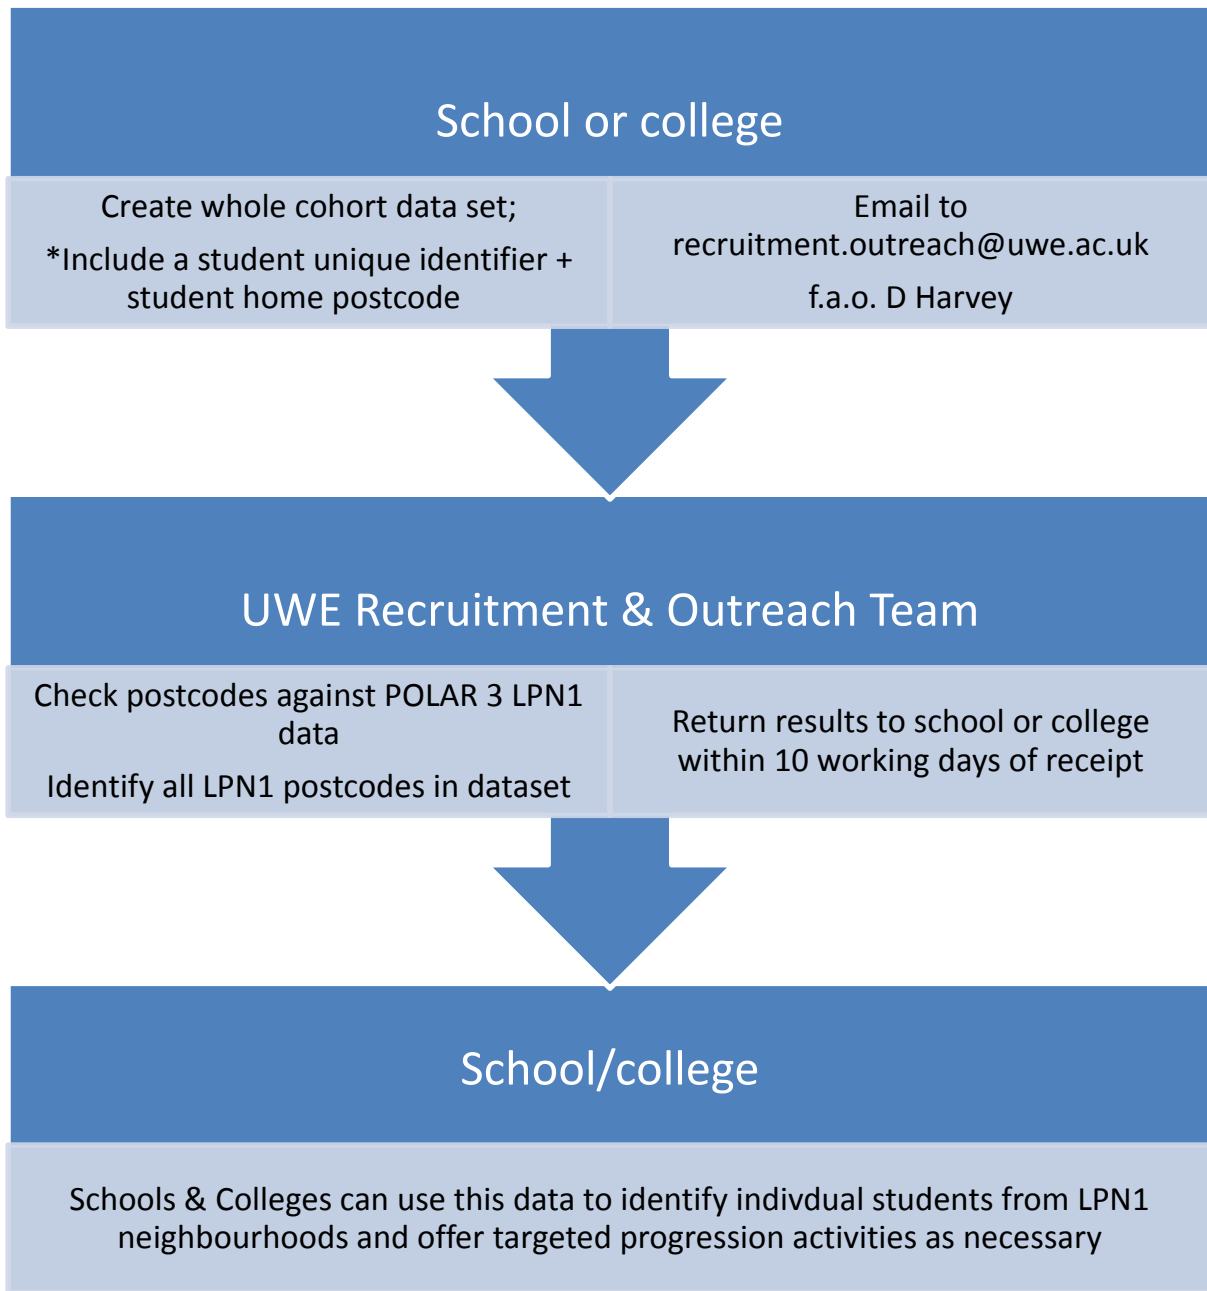 School or college
Create whole cohort data set;
*Include a student unique identifier +
student home postcode
Email to
recruitment.outreach@uwe.ac.uk
f.a.o. D Harvey
UWE Recruitment & Outreach Team
Check postcodes against POLAR 3 LPN1
data
Identify all LPN1 postcodes in dataset
Return results to school or college
within 10 working days of receipt
School/college
Schools & Colleges can use this data to identify indivdual students from LPN1
neighbourhoods and offer targeted progression activities as necessary